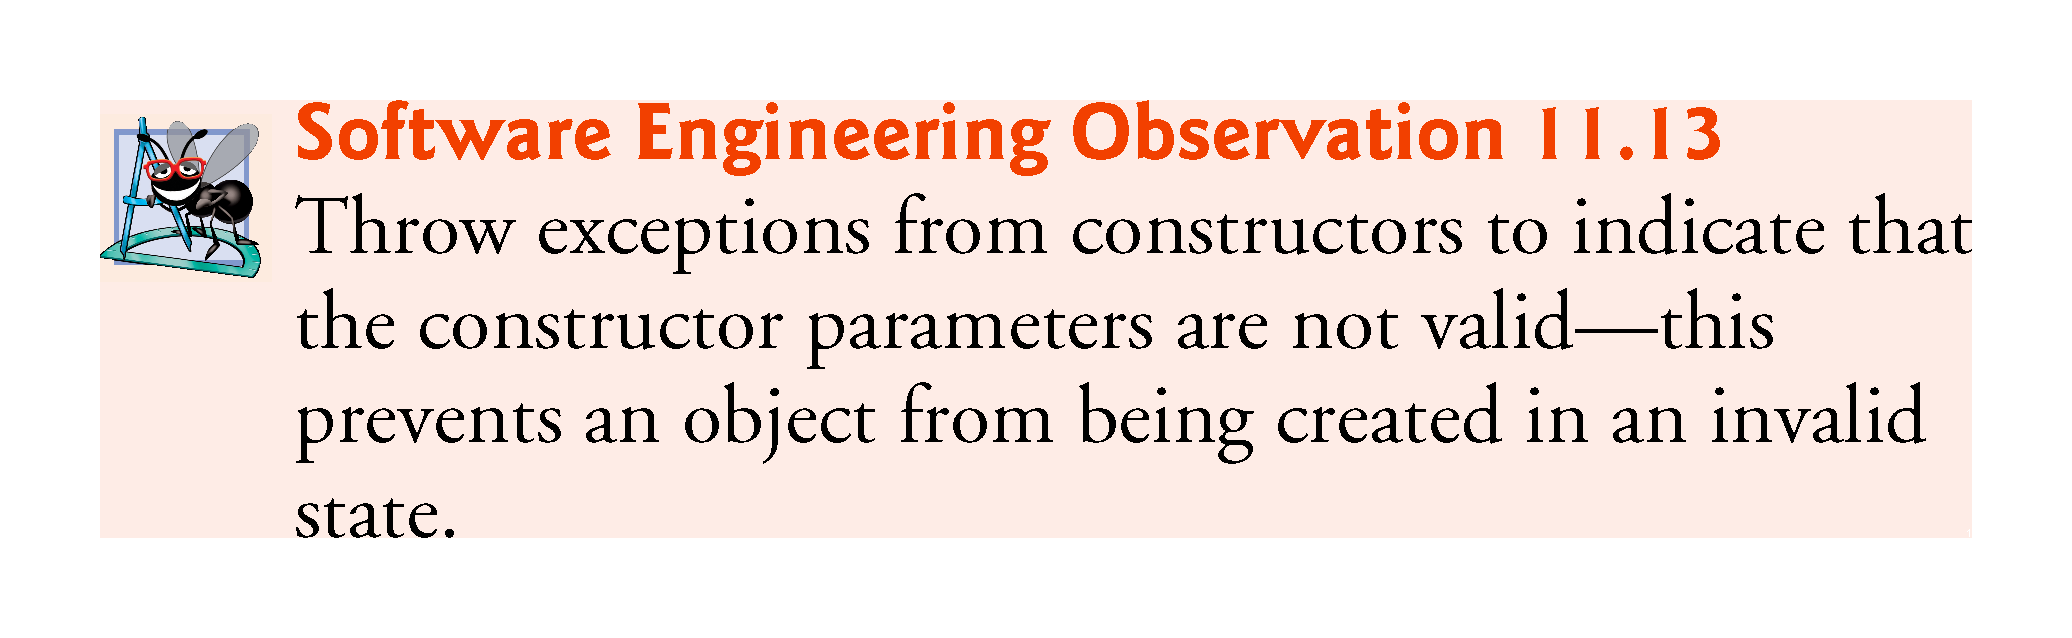 Software Engineering Observation 11.13
Throw exceptions from constructors to indicate that
the constructor parameters are not valid—this
prevents an object from being created in an invalid
state.